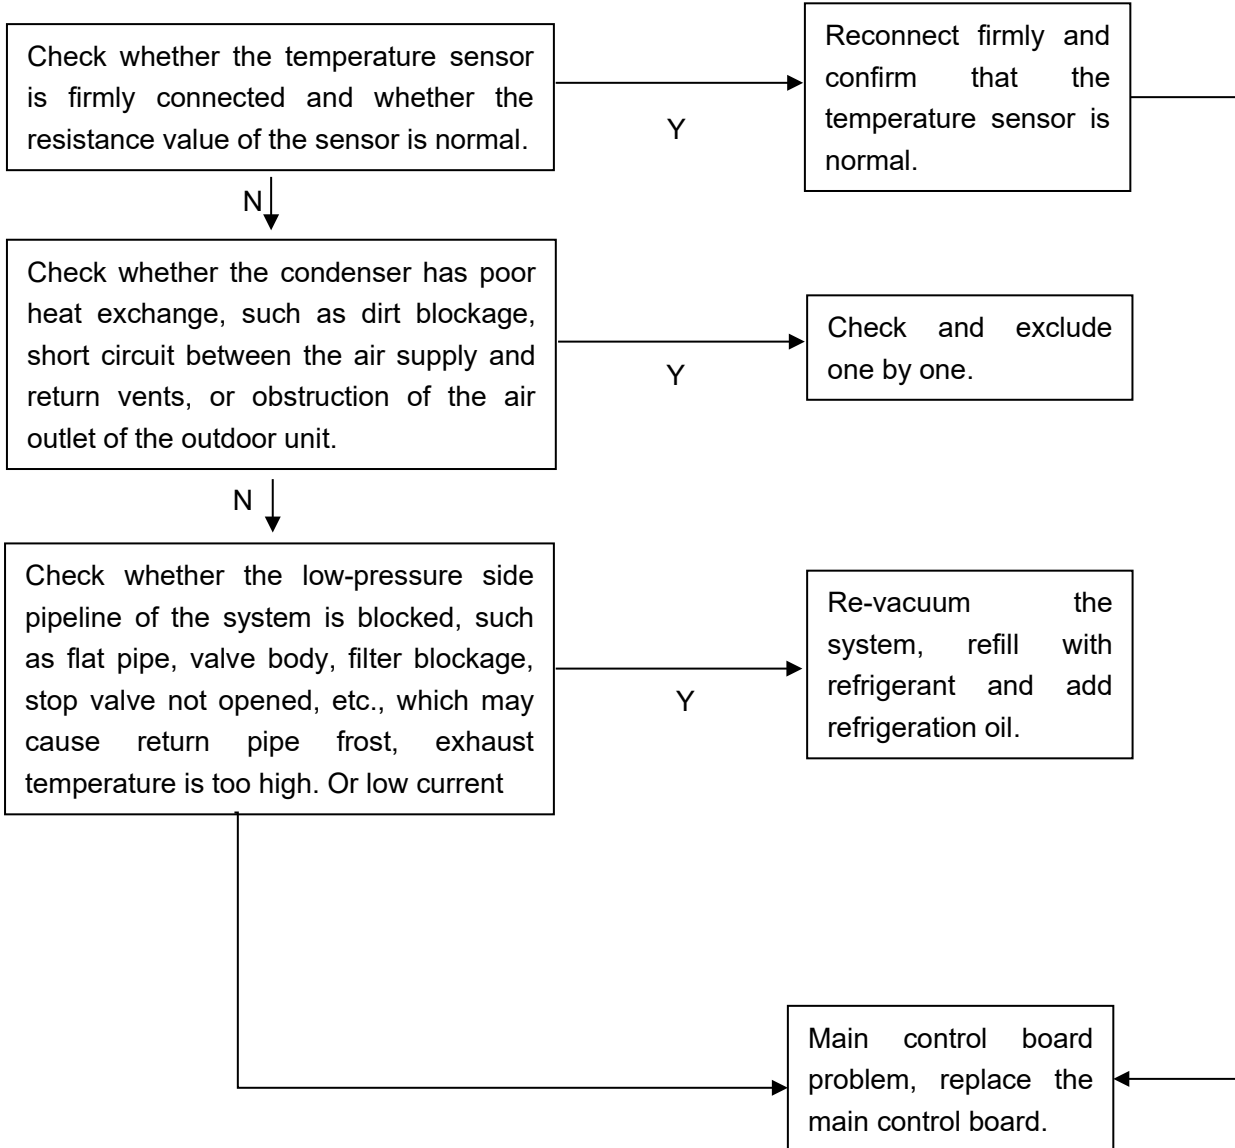 Check whether the temperature sensor
is firmly connected and whether the
resistance value of the sensor is normal.
Y
Reconnect firmly and
confirm that the
temperature sensor is
normal.
N
Check whether the condenser has poor
heat exchange, such as dirt blockage,
short circuit between the air supply and
return vents, or obstruction of the air
outlet of the outdoor unit.
Y
Check and exclude
one by one.
N
Check whether the low-pressure side
pipeline of the system is blocked, such
as flat pipe, valve body, filter blockage,
stop valve not opened, etc., which may
cause return pipe frost, exhaust
temperature is too high. Or low current
Y
Re-vacuum the
system, refill with
refrigerant and add
refrigeration oil.
Main control board
problem, replace the
main control board.